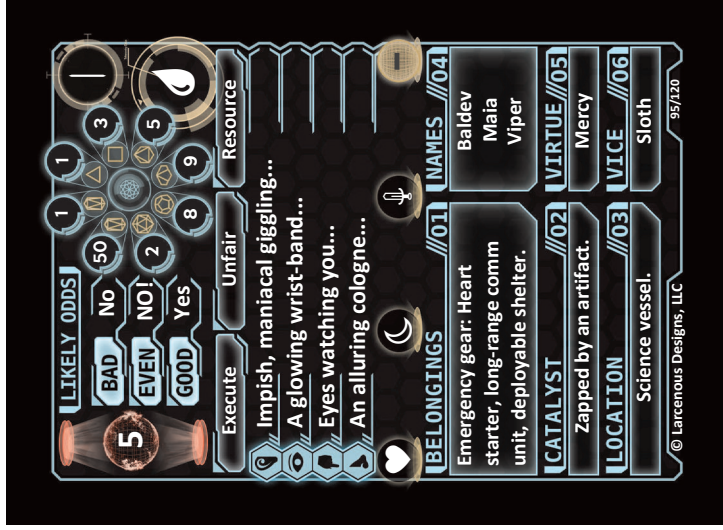 5
LIKELY ODDS
BAD No
EVEN NO!
GOOD Yes
1
1
50
3
2
5
8
9
Execute
Unfair
Resource
Impish, maniacal giggling...
A glowing wrist-band...
Eyes watching you...
An alluring cologne...
BELONGINGS ///01
Emergency gear: Heart
starter, long-range comm
unit, deployable shelter.
NAMES ///04
Baldev
Maia
Viper
CATALYST ///02
Zapped by an artifact.
VIRTUE ///05
Mercy
LOCATION ///03
Science vessel.
VICE ///06
Sloth
© Larcenous Designs, LLC
95/120